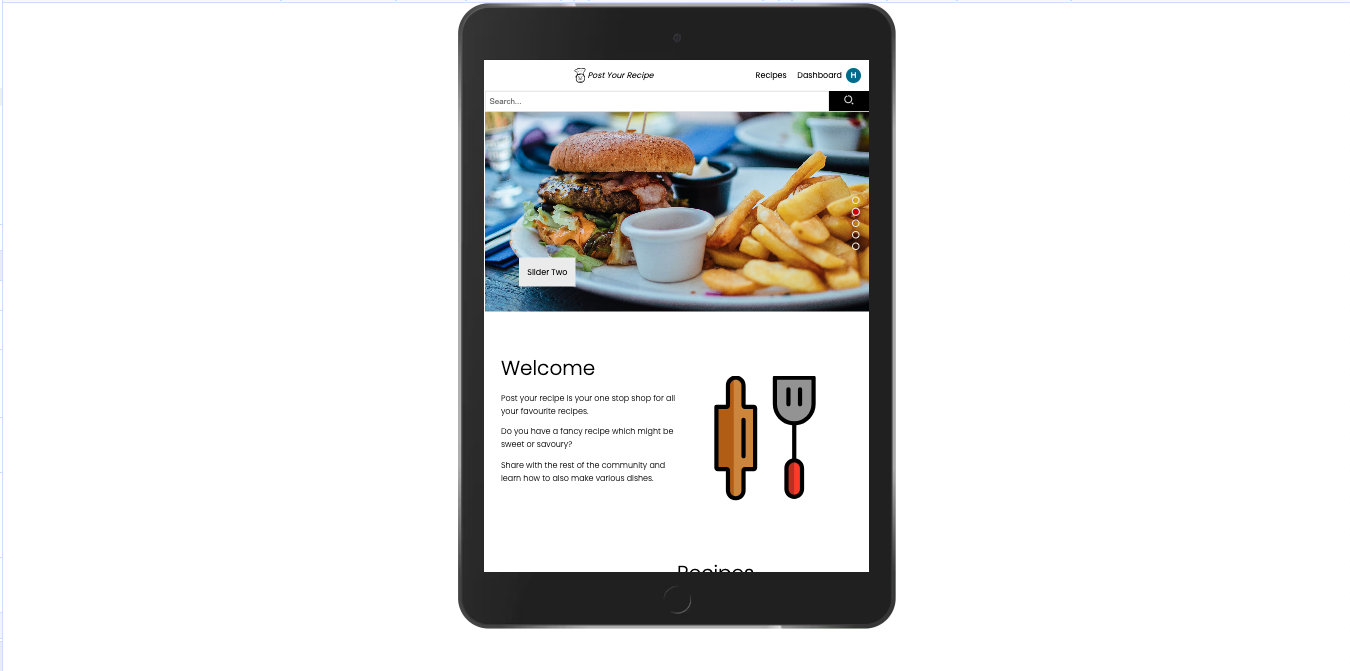 Post Your Recipe
Recipes Dashboard H
Search...
Slider Two
Welcome
Post your recipe is your one stop shop for all
your favourite recipes.
Do you have a fancy recipe which might be
sweet or savoury?
Share with the rest of the community and
learn how to also make various dishes.
Recipes